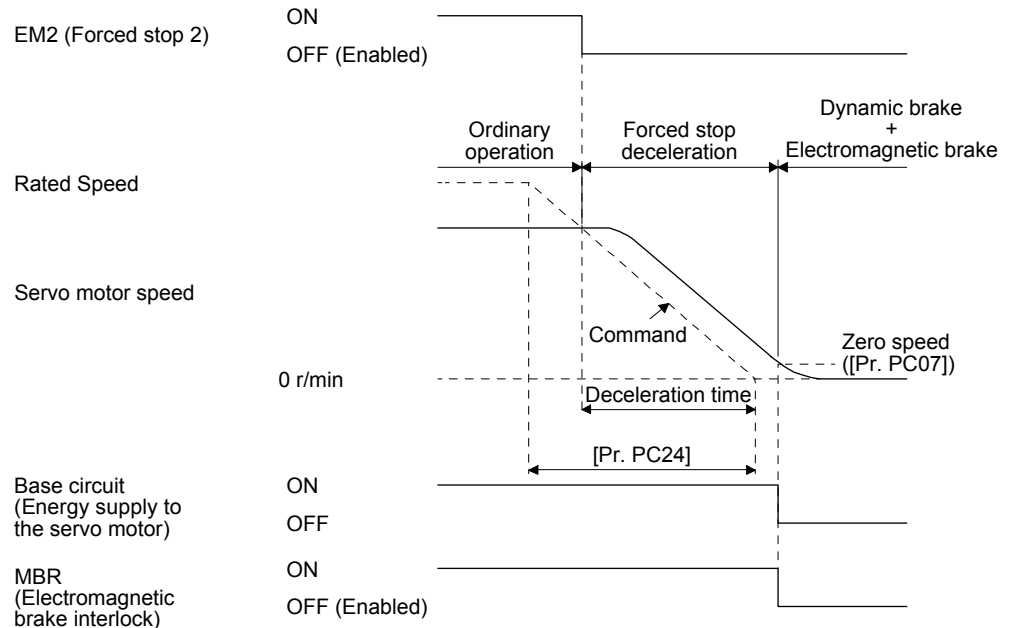 EM2 (Forced stop 2)
ON
OFF (Enabled)
Ordinary
operation
Forced stop
deceleration
Dynamic brake
+
Electromagnetic brake
Rated Speed
Servo motor speed
Command
Zero speed
([Pr. PC07])
0 r/min
Deceleration time
[Pr. PC24]
Base circuit
(Energy supply to
the servo motor)
ON
OFF
MBR
(Electromagnetic
brake interlock)
ON
OFF (Enabled)